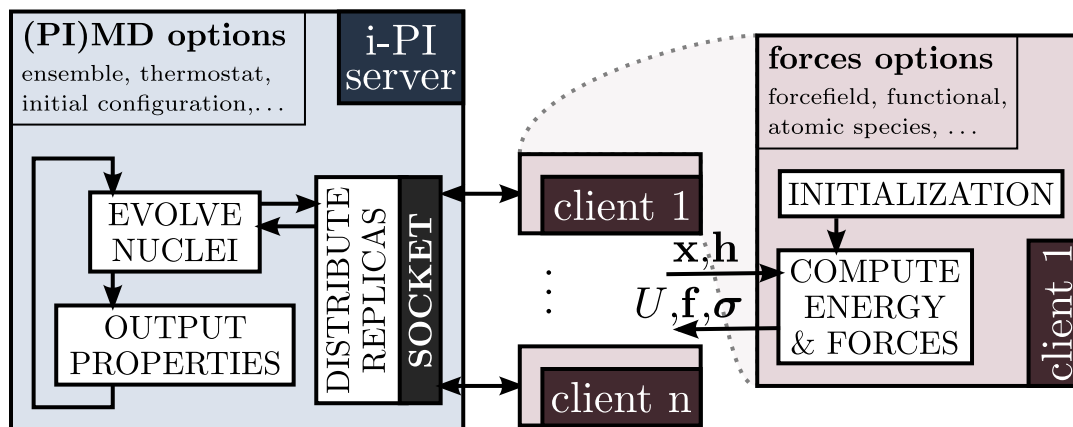 (PI)MD options
ensemble, thermostat,
initial configuration,...
i-PI
server
EVOLVE
NUCLEI
OUTPUT
PROPERTIES
DISTRIBUTE
REPLICAS
SOCKET
client 1
⋮
client n
x,h
U,f,σ
forces options
forcefield, functional,
atomic species, ...
INITIALIZATION
COMPUTE
ENERGY
& FORCES
client 1